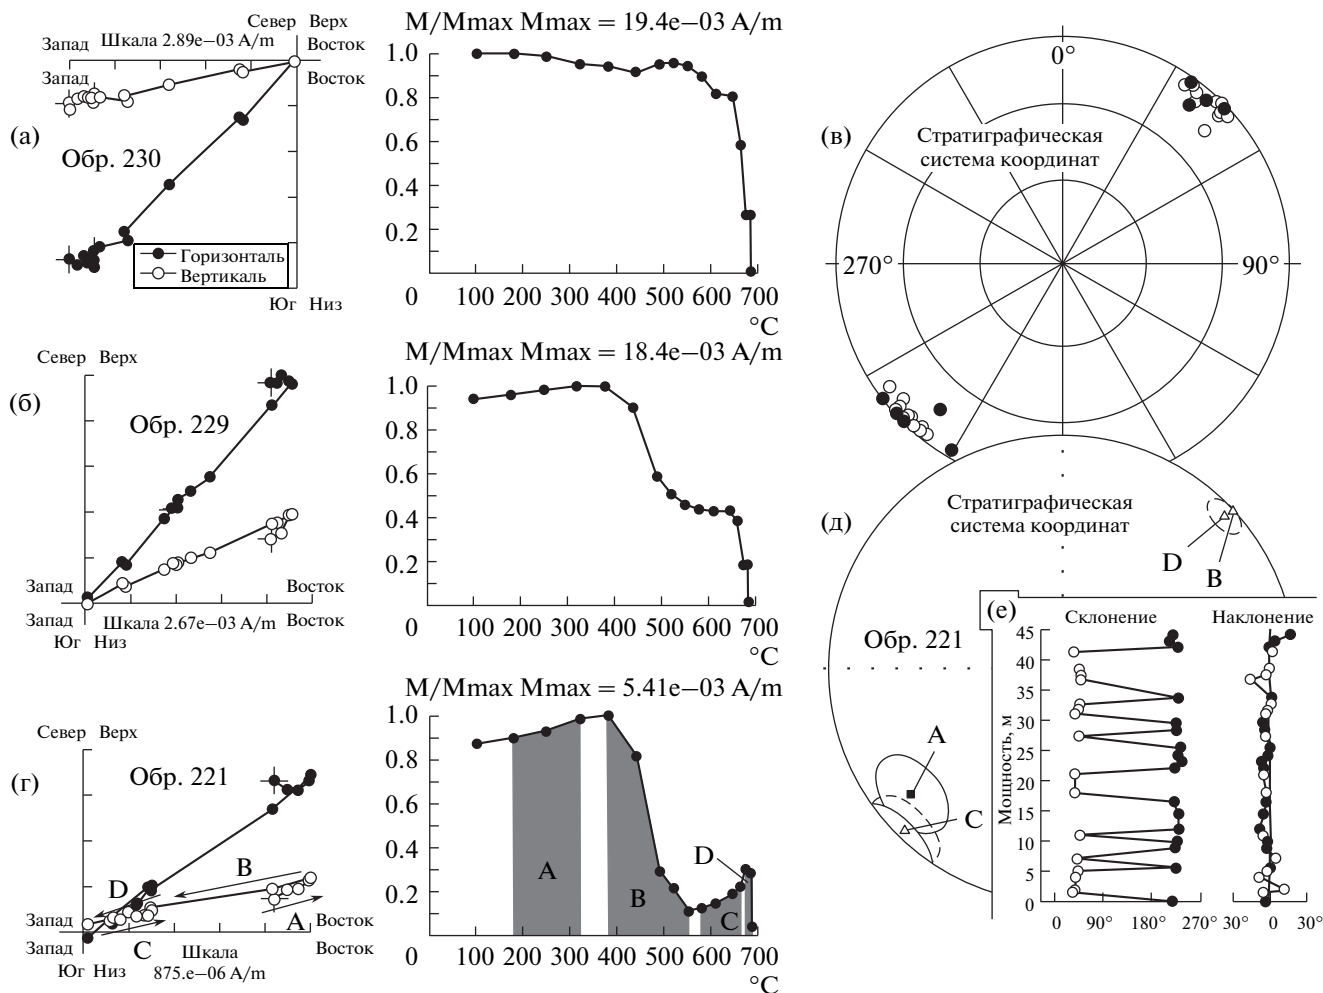 (а)
Север Верх
Запад Шкала 2.89e−03 A/m Восток
Запад Восток
Обр. 230
Горизонталь
Вертикаль
Юг Низ
M/Mmax Mmax = 19.4e−03 A/m
1.0
0.8
0.6
0.4
0.2
0 100 200 300 400 500 600 700
°C
(б)
Север Верх
Обр. 229
Запад Восток
Запад Шкала 2.67e−03 A/m Восток
Юг Низ
M/Mmax Mmax = 18.4e−03 A/m
1.0
0.8
0.6
0.4
0.2
0 100 200 300 400 500 600 700
°C
(г)
Север Верх
Обр. 221
B
D
A
C
Запад Восток
Запад Шкала Восток
Юг Низ 875.e−06 A/m
M/Mmax Mmax = 5.41e−03 A/m
1.0
0.8
0.6
0.4
0.2
A
B
C
D
0 100 200 300 400 500 600 700
°C
(в)
0°
Стратиграфическая
система координат
270° 90°
(д)
Стратиграфическая
система координат
D
B
Обр. 221
A
C
(е)
Склонение Наклонение
Мощность, м
45
40
35
30
25
20
15
10
5
0 90° 180° 270° 30° 0 30°